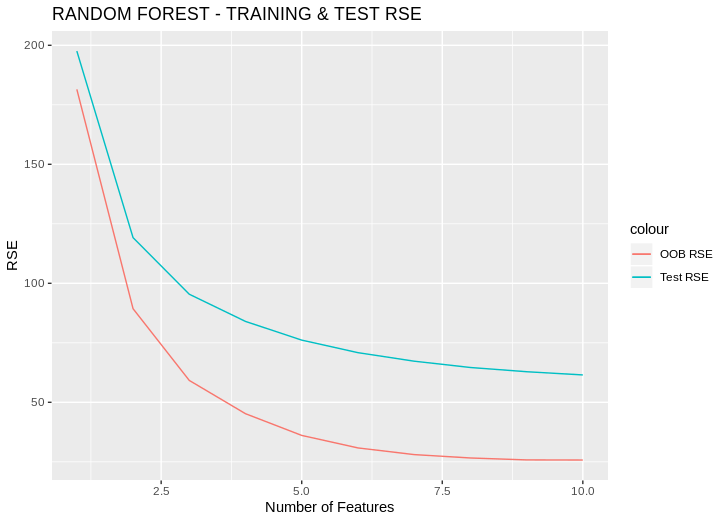 RANDOM FOREST - TRAINING & TEST RSE
200
150
100
50
RSE
2.5
5.0
7.5
10.0
Number of Features
colour
OOB RSE
Test RSE